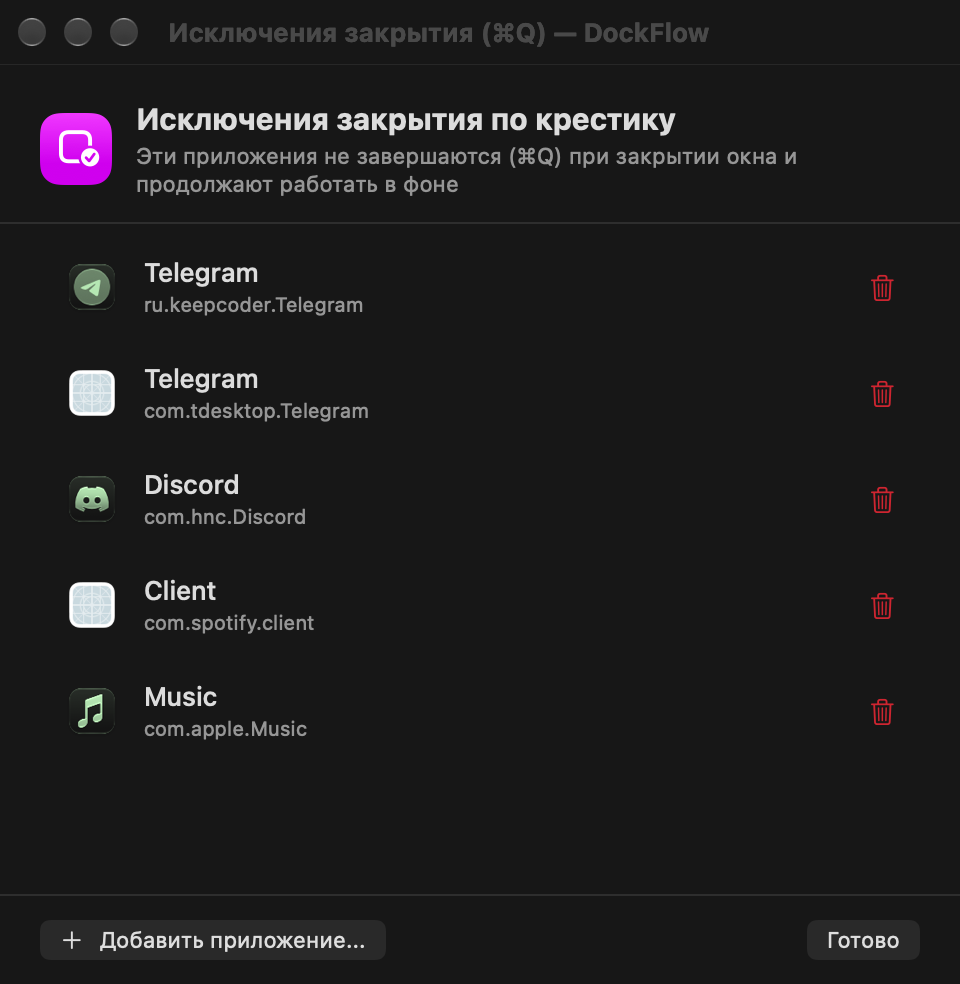 Исключения закрытия (⌘Q) — DockFlow
Исключения закрытия по крестику
Эти приложения не завершаются (⌘Q) при закрытии окна и
продолжают работать в фоне
Telegram
ru.keepcoder.Telegram
Telegram
com.tdesktop.Telegram
Discord
com.hnc.Discord
Client
com.spotify.client
Music
com.apple.Music
+ Добавить приложение...
Готово